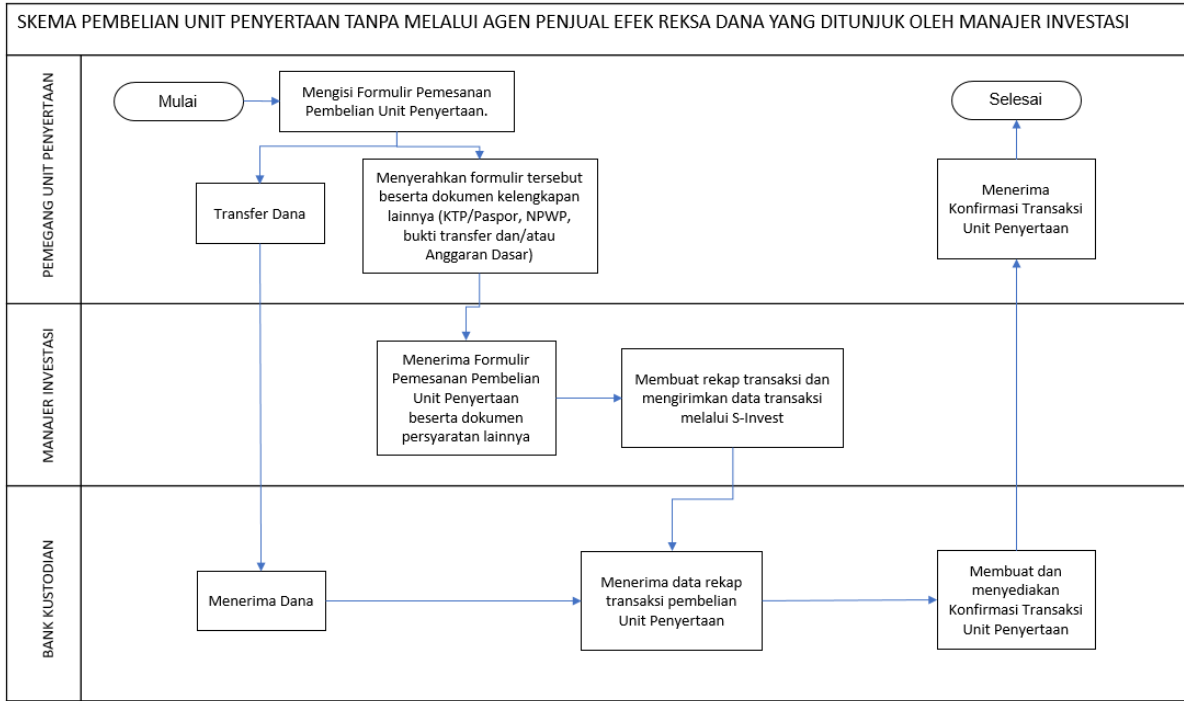 SKEMA PEMBELIAN UNIT PENYERTAAN TANPA MELALUI AGEN PENJUAL EFEK REKSA DANA YANG DITUNJUK OLEH MANAJER INVESTASI
PEMEGANG UNIT PENYERTAAN
Mulai
Mengisi Formulir Pemesanan
Pembelian Unit Penyertaan.
Selesai
Transfer Dana
Menyerahkan formulir tersebut
beserta dokumen kelengkapan
lainnya (KTP/Paspor, NPWP,
bukti transfer dan/atau
Anggaran Dasar)
Menerima
Konfirmasi Transaksi
Unit Penyertaan
MANAJER INVESTASI
Menerima Formulir
Pemesanan Pembelian
Unit Penyertaan
beserta dokumen
persyaratan lainnya
Membuat rekap transaksi dan
mengirimkan data transaksi
melalui S-Invest
BANK KUSTODIAN
Menerima Dana
Menerima data rekap
transaksi pembelian
Unit Penyertaan
Membuat dan
menyediakan
Konfirmasi Transaksi
Unit Penyertaan